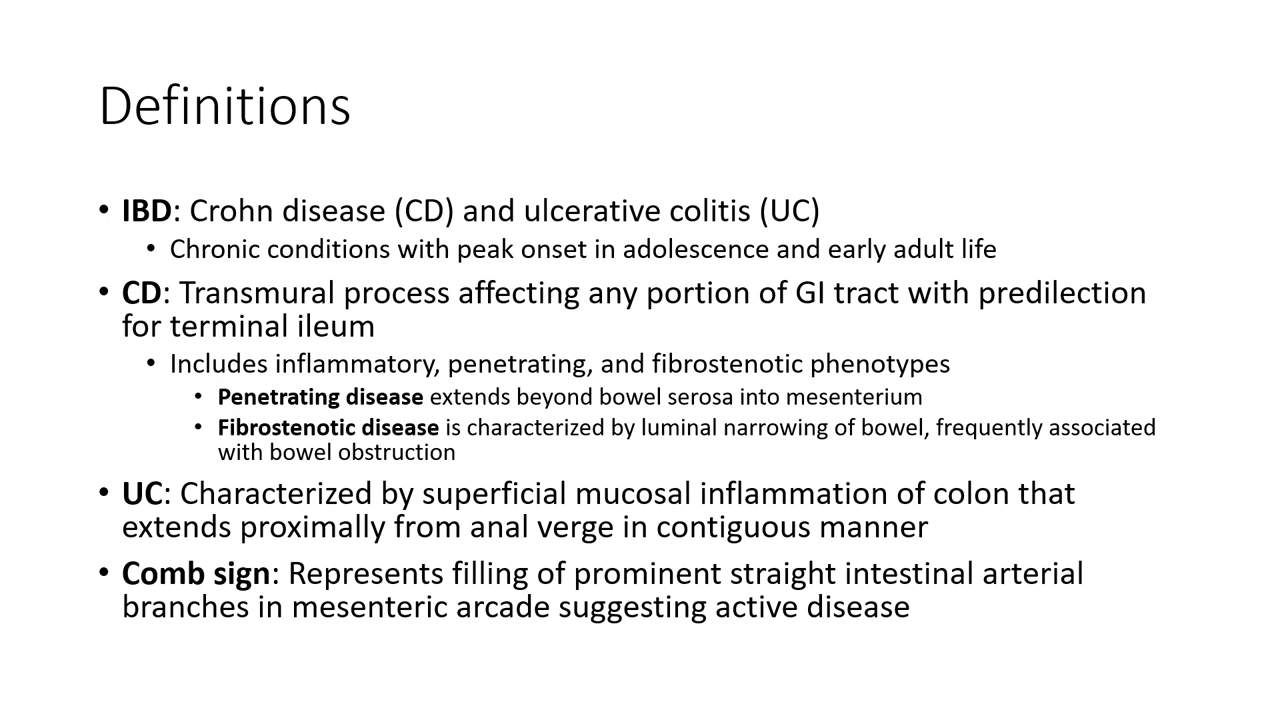 Definitions
• IBD: Crohn disease (CD) and ulcerative colitis (UC)
• Chronic conditions with peak onset in adolescence and early adult life
• CD: Transmural process affecting any portion of GI tract with predilection
for terminal ileum
• Includes inflammatory, penetrating, and fibrostenotic phenotypes
• Penetrating disease extends beyond bowel serosa into mesenterium
• Fibrostenotic disease is characterized by luminal narrowing of bowel, frequently associated
with bowel obstruction
• UC: Characterized by superficial mucosal inflammation of colon that
extends proximally from anal verge in contiguous manner
• Comb sign: Represents filling of prominent straight intestinal arterial
branches in mesenteric arcade suggesting active disease